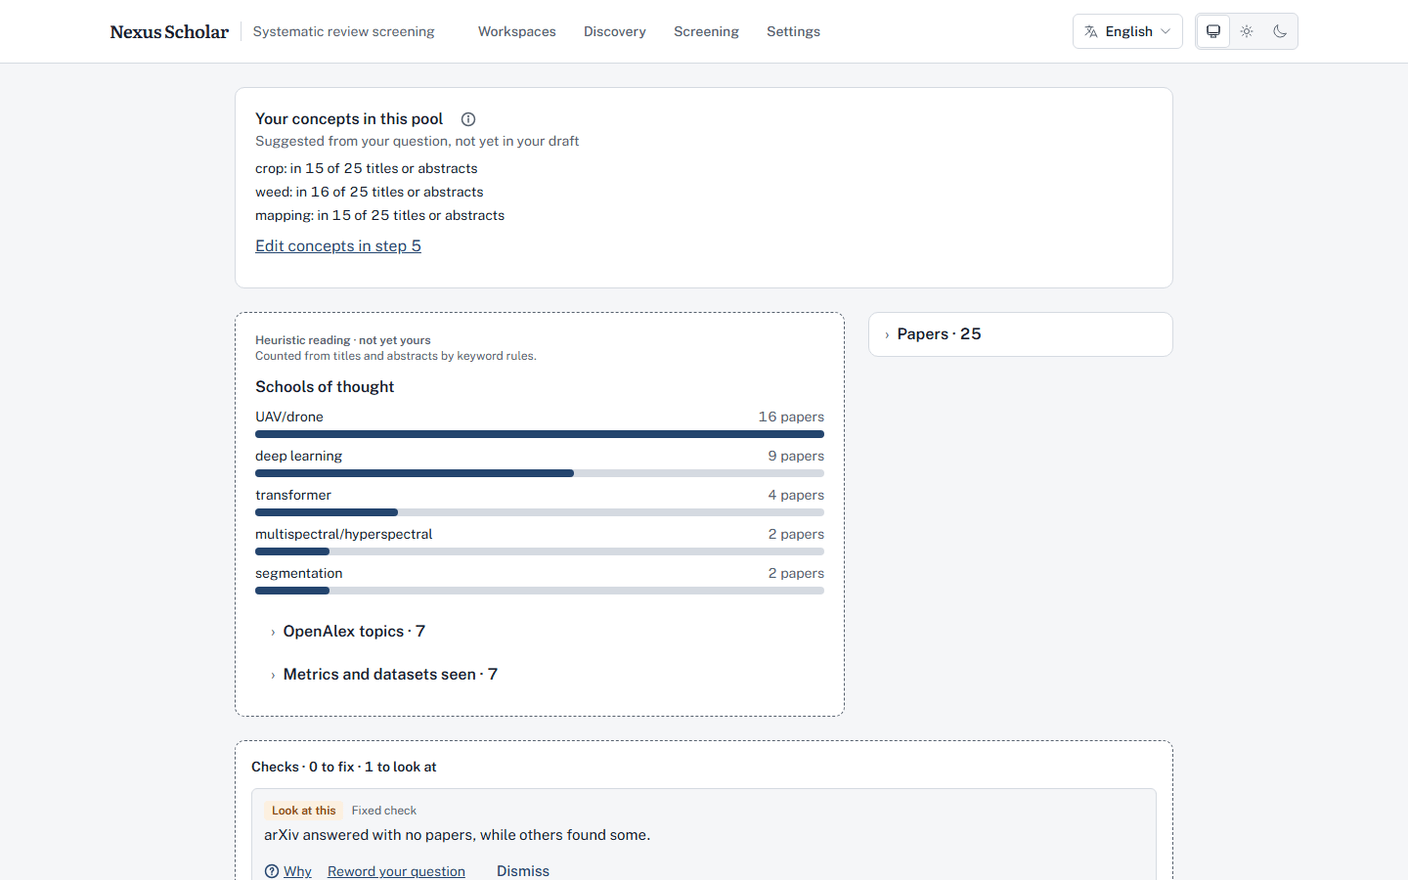 Nexus Scholar
Systematic review screening
Workspaces
Discovery
Screening
Settings
English
Your concepts in this pool
Suggested from your question, not yet in your draft
crop: in 15 of 25 titles or abstracts
weed: in 16 of 25 titles or abstracts
mapping: in 15 of 25 titles or abstracts
Edit concepts in step 5
Heuristic reading · not yet yours
Counted from titles and abstracts by keyword rules.
Schools of thought
UAV/drone 16 papers
deep learning 9 papers
transformer 4 papers
multispectral/hyperspectral 2 papers
segmentation 2 papers
› OpenAlex topics · 7
› Metrics and datasets seen · 7
› Papers · 25
Checks · 0 to fix · 1 to look at
Look at this Fixed check
arXiv answered with no papers, while others found some.
Why Reword your question Dismiss